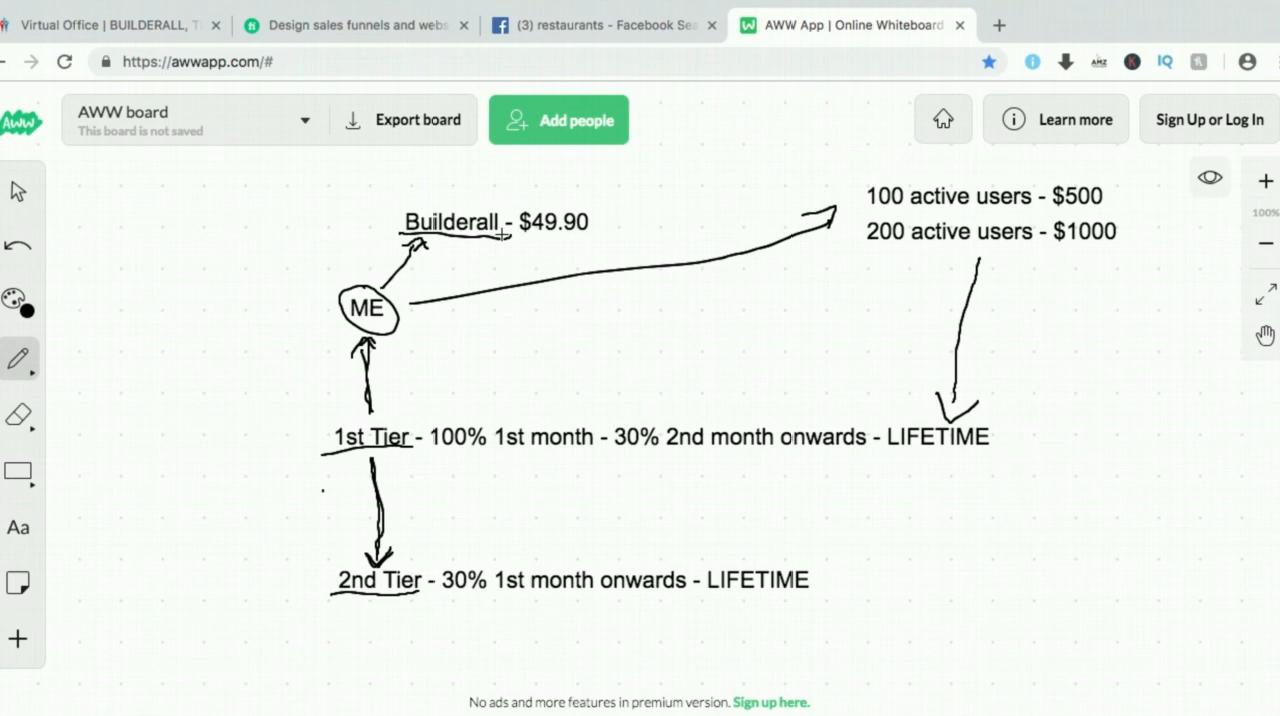 Virtual Office | BUILDERALL, T
Design sales funnels and webs
(3) restaurants - Facebook Sea
AWW App | Online Whiteboard
https://awwapp.com/#
AMZ
IQ
AWW
AWW board
This board is not saved
Export board
Add people
Learn more
Sign Up or Log In
100%
100 active users - $500
Builderall - $49.90
200 active users - $1000
ME
1st Tier - 100% 1st month - 30% 2nd month onwards - LIFETIME
Aa
2nd Tier - 30% 1st month onwards - LIFETIME
No ads and more features in premium version. Sign up here.